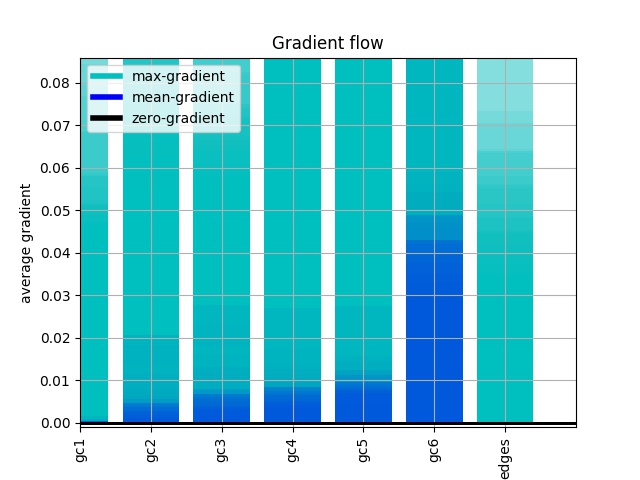 Gradient flow
max-gradient
mean-gradient
zero-gradient
average gradient
0.08
0.07
0.06
0.05
0.04
0.03
0.02
0.01
0.00
gc1
gc2
gc3
gc4
gc5
gc6
edges